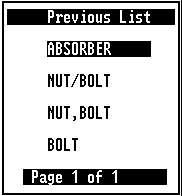 Previous List
ABSORBER
NUT/BOLT
NUT,BOLT
BOLT
Page 1 of 1